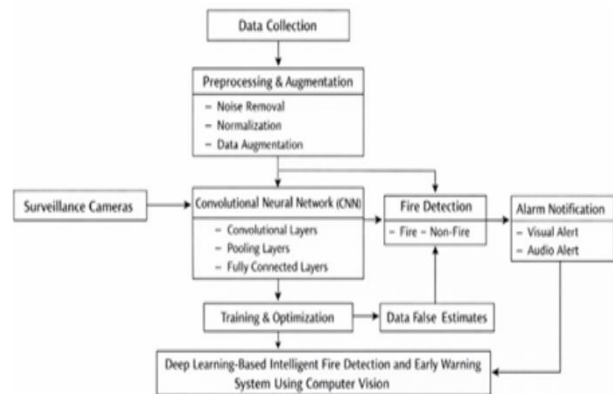 Data Collection
Preprocessing & Augmentation
– Noise Removal
– Normalization
– Data Augmentation
Surveillance Cameras
Convolutional Neural Network (CNN)
– Convolutional Layers
– Pooling Layers
– Fully Connected Layers
Fire Detection
– Fire – Non-Fire
Alarm Notification
– Visual Alert
– Audio Alert
Training & Optimization
Data False Estimates
Deep Learning-Based Intelligent Fire Detection and Early Warning
System Using Computer Vision